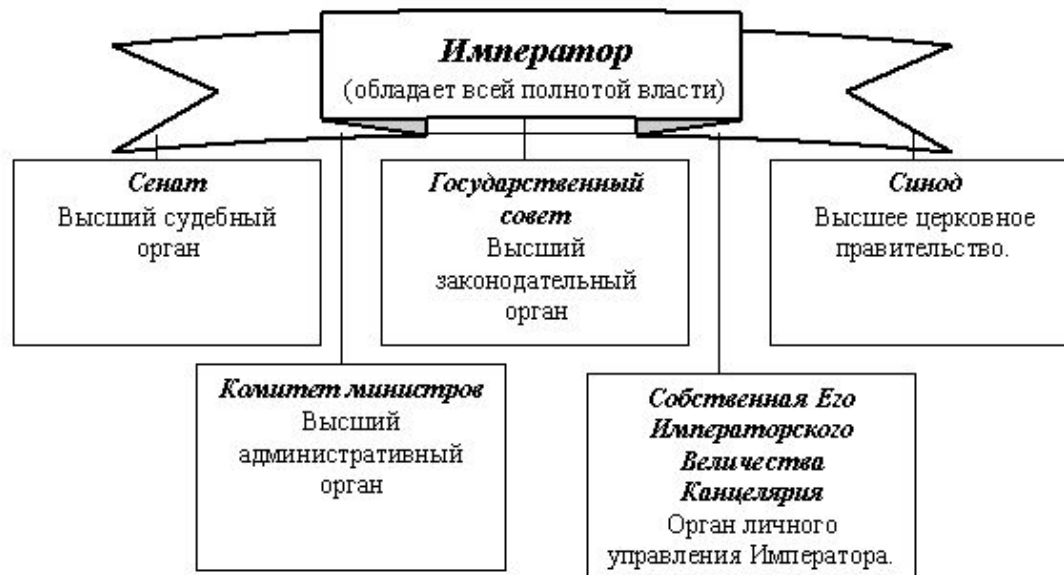 Император
(обладает всей полнотой власти)
Сенат
Высший судебный
орган
Государственный
совет
Высший
законодательный
орган
Синод
Высшее церковное
правительство.
Комитет министров
Высший
административный
орган
Собственная Его
Императорского
Величества
Канцелярия
Орган личного
управления Императора.